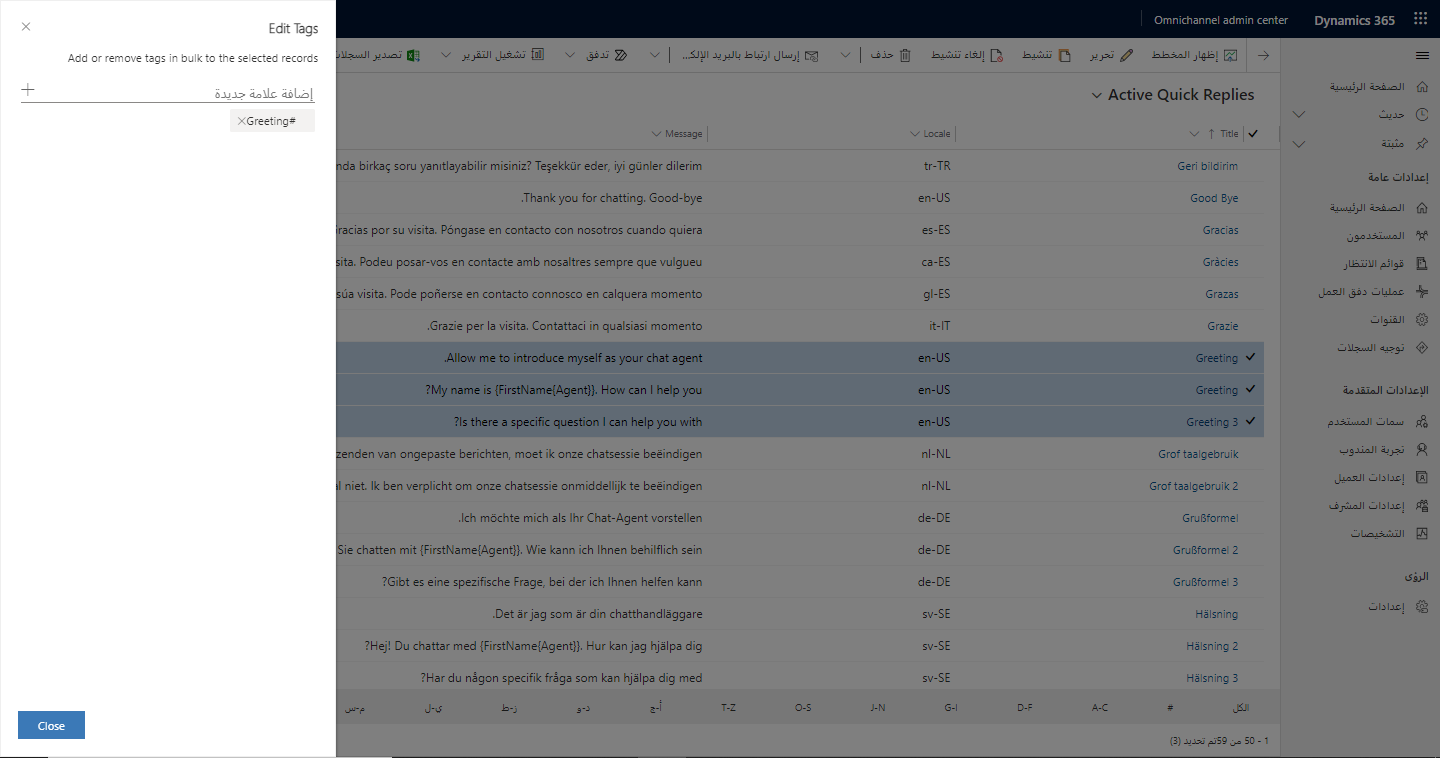 Edit Tags
Add or remove tags in bulk to the selected records
إضافة علامة جديدة
Greeting#
Close
Dynamics 365
Omnichannel admin center
إظهار المخطط
تحرير
تنشيط
إلغاء تنشيط
حذف
إرسال ارتباط بالبريد الإلك...
تدفق
تشغيل التقرير
تصدير السجلات
Active Quick Replies
Title Locale Message
Geri bildirim tr-TR nda birkaç soru yanıtlayabilir misiniz? Teşekkür eder, iyi günler dilerim
Good Bye en-US .Thank you for chatting. Good-bye
Gracias es-ES Gracias por su visita. Póngase en contacto con nosotros cuando quiera
Gràcies ca-ES sita. Podeu posar-vos en contacte amb nosaltres sempre que vulgueu
Grazas gl-ES súa visita. Pode poñerse en contacto connosco en calquera momento
Grazie it-IT .Grazie per la visita. Contattaci in qualsiasi momento
Greeting en-US .Allow me to introduce myself as your chat agent
Greeting en-US ?My name is {FirstName{Agent}}. How can I help you
Greeting 3 en-US ?Is there a specific question I can help you with
Grof taalgebruik nl-NL zenden van ongepaste berichten, moet ik onze chatsessie beëindigen
Grof taalgebruik 2 nl-NL al niet. Ik ben verplicht om onze chatsessie onmiddellijk te beëindigen
Grußformel de-DE .Ich möchte mich als Ihr Chat-Agent vorstellen
Grußformel 2 de-DE Sie chatten mit {FirstName{Agent}}. Wie kann ich Ihnen behilflich sein
Grußformel 3 de-DE ?Gibt es eine spezifische Frage, bei der ich Ihnen helfen kann
Hälsning sv-SE .Det är jag som är din chatthandläggare
Hälsning 2 sv-SE ?Hej! Du chattar med {FirstName{Agent}}. Hur kan jag hjälpa dig
Hälsning 3 sv-SE ?Har du någon specifik fråga som kan hjälpa dig med
الكل # A-C D-F G-I J-N O-S T-Z أ-ج د-و ز-ط ي-ل م-س
1 - 50 من 59تم تحديد (3)
الصفحة الرئيسية
حديث
مثبتة
إعدادات عامة
الصفحة الرئيسية
المستخدمون
قوائم الانتظار
عمليات دفق العمل
القنوات
توجيه السجلات
الإعدادات المتقدمة
سمات المستخدم
تجربة المندوب
إعدادات العميل
إعدادات المشرف
التشخيصات
الرؤى
إعدادات